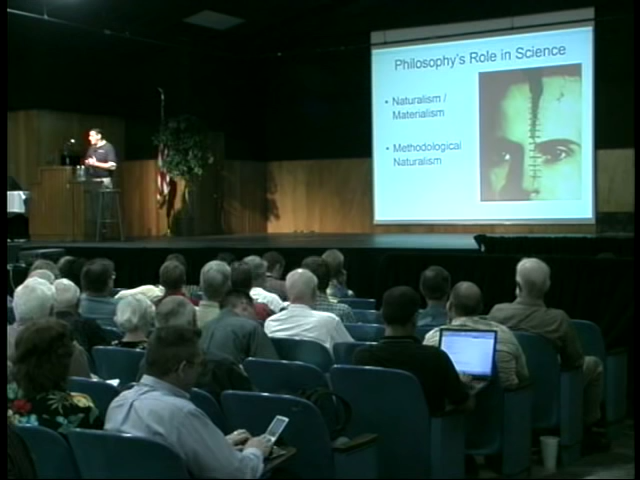 Philosophy's Role in Science
• Naturalism /
Materialism
• Methodological
Naturalism